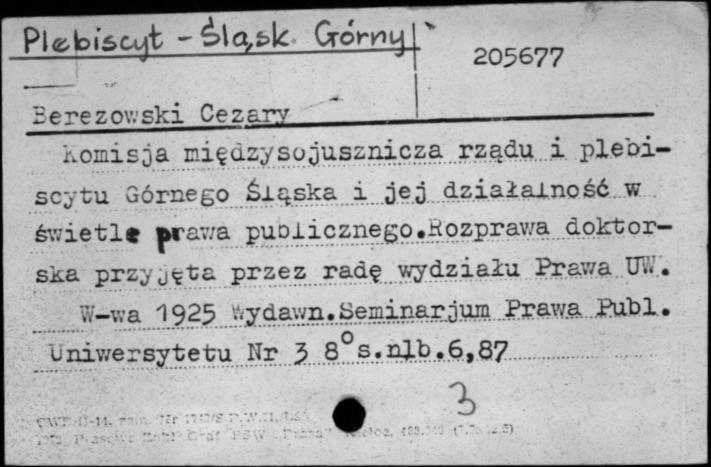 Plebiscyt - Śląsk Górny
205677
Berezowski Cezary
Komisja międzysojusznicza rządu i plebi-
scytu Górnego Śląska i jej działalność w
świetle prawa publicznego.Rozprawa doktor-
ska przyjęta przez radę wydziału Prawa UW.
W-wa 1925 Wydawn.Seminarjum Prawa Publ.
Uniwersytetu Nr 3 8° s.nlb.6,87
3